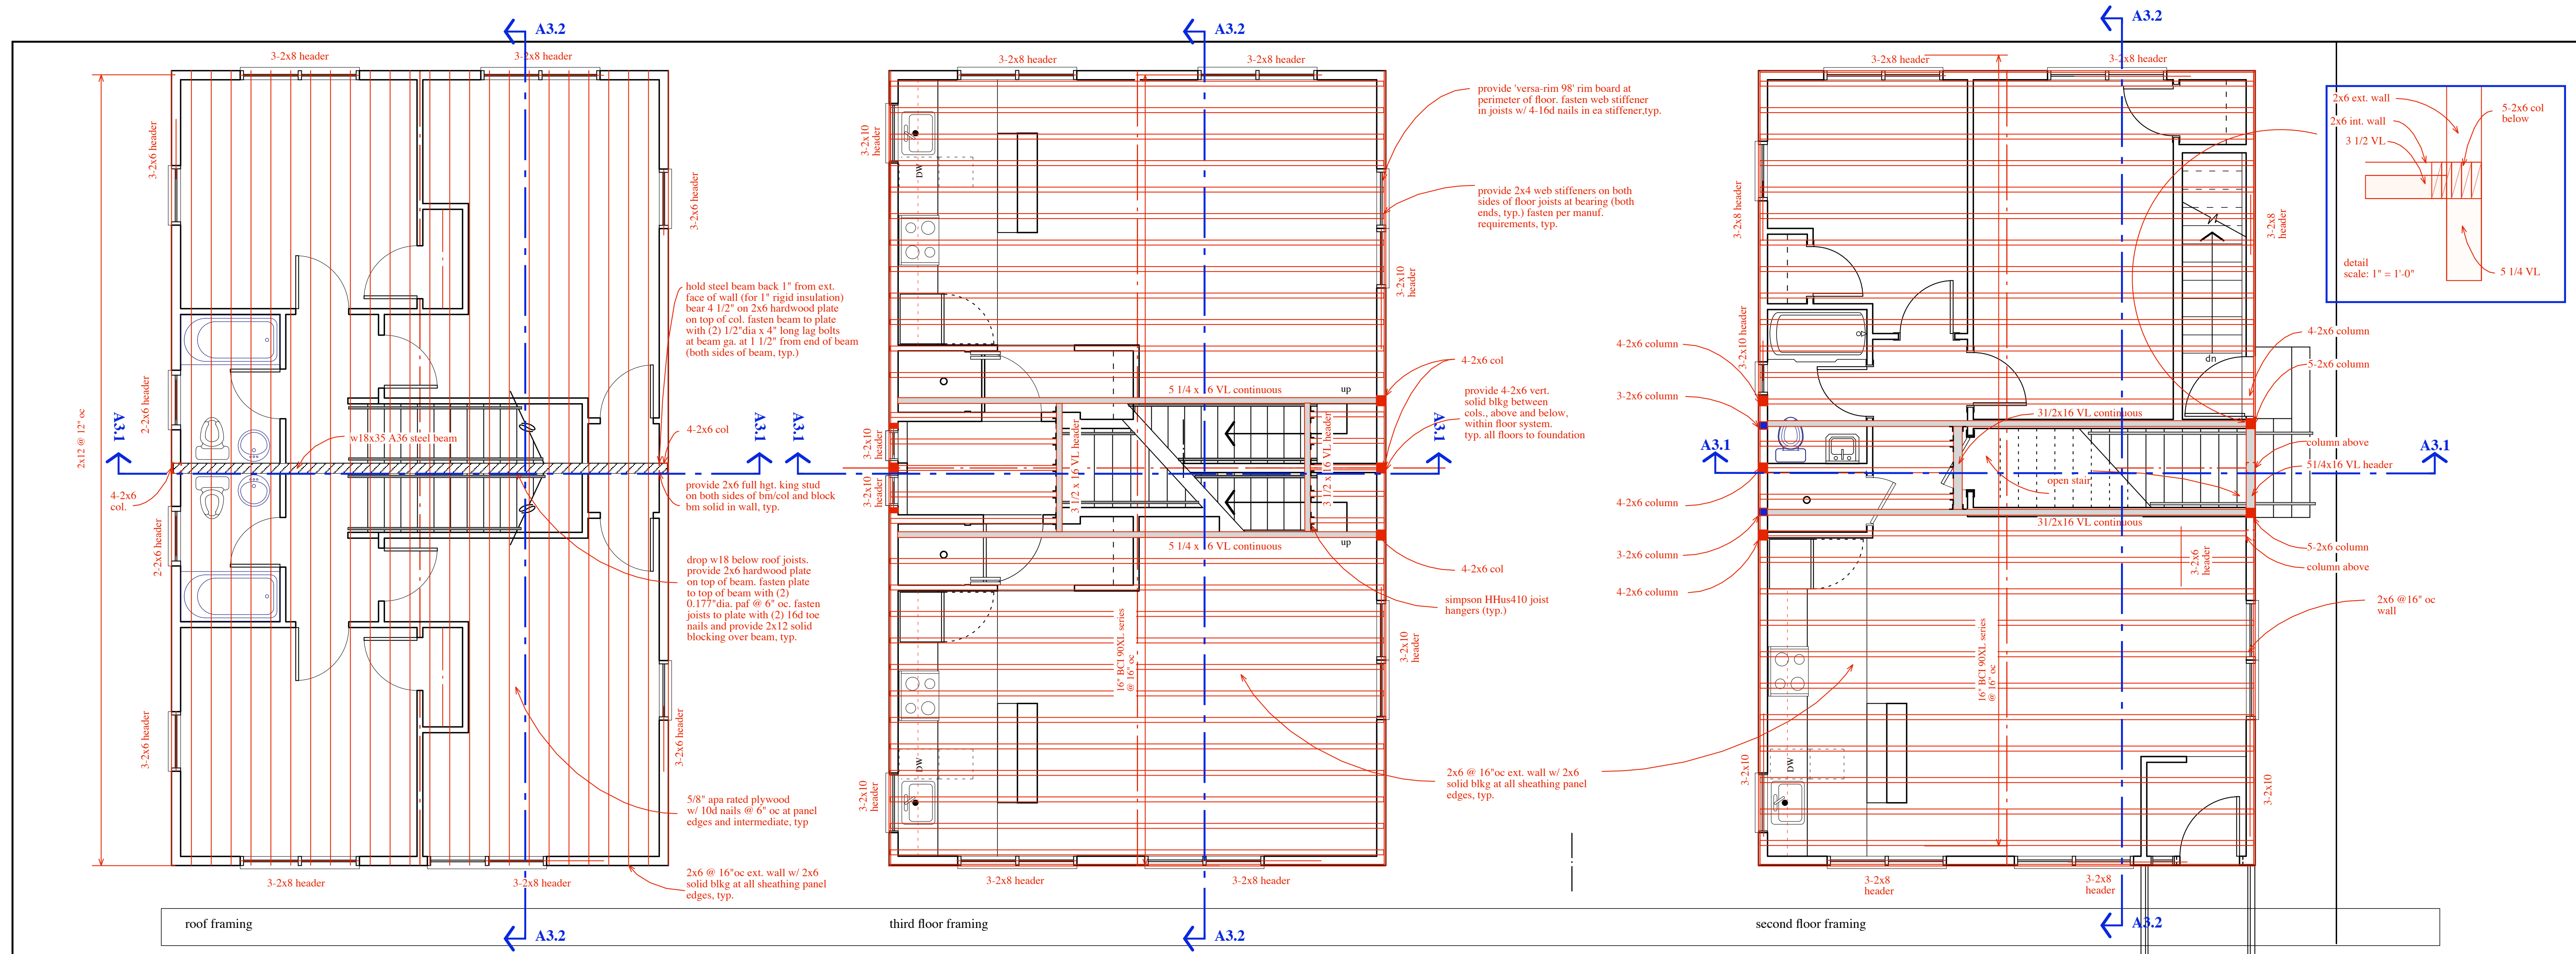 A3.2
3-2x8 header
3-2x8 header
3-2x6 header
3-2x6 header
hold steel beam back 1" from ext.
face of wall (for 1" rigid insulation)
bear 4 1/2" on 2x6 hardwood plate
on top of col. fasten beam to plate
with (2) 1/2"dia x 4" long lag bolts
at beam ga. at 1 1/2" from end of beam
(both sides of beam, typ.)
2x12 @ 12" oc
A3.1
2-2x6 header
w18x35 A36 steel beam
4-2x6 col
A3.1
4-2x6
col.
provide 2x6 full hgt. king stud
on both sides of bm/col and block
bm solid in wall, typ.
2-2x6 header
drop w18 below roof joists.
provide 2x6 hardwood plate
on top of beam. fasten plate
to top of beam with (2)
0.177"dia. paf @ 6" oc. fasten
joists to plate with (2) 16d toe
nails and provide 2x12 solid
blocking over beam, typ.
3-2x6 header
3-2x6 header
5/8" apa rated plywood
w/ 10d nails @ 6" oc at panel
edges and intermediate, typ
3-2x8 header
3-2x8 header
2x6 @ 16"oc ext. wall w/ 2x6
solid blkg at all sheathing panel
edges, typ.
roof framing
A3.2
A3.2
3-2x8 header
3-2x8 header
3-2x10
header
DW
provide 'versa-rim 98' rim board at
perimeter of floor. fasten web stiffener
in joists w/ 4-16d nails in ea stiffener,typ.
provide 2x4 web stiffeners on both
sides of floor joists at bearing (both
ends, typ.) fasten per manuf.
requirements, typ.
3-2x10
header
4-2x6 col
5 1/4 x 16 VL continuous
up
provide 4-2x6 vert.
solid blkg between
cols., above and below,
within floor system.
typ. all floors to foundation
A3.1
3-2x10
header
3 1/2 x 16 VL header
3 1/2 x 16 VL header
A3.1
3-2x10
header
5 1/4 x 16 VL continuous
up
4-2x6 col
simpson HHus410 joist
hangers (typ.)
16" BCI 90XL series
@ 16" oc
3-2x10
header
DW
3-2x10
header
2x6 @ 16"oc ext. wall w/ 2x6
solid blkg at all sheathing panel
edges, typ.
3-2x8 header
3-2x8 header
third floor framing
A3.2
A3.2
3-2x8 header
3-2x8 header
3-2x8 header
3-2x8
header
dn
3-2x10 header
4-2x6 column
3-2x6 column
4-2x6 column
3-2x6 column
4-2x6 column
A3.1
31/2x16 VL continuous
open stair
31/2x16 VL continuous
4-2x6 column
5-2x6 column
column above
51/4x16 VL header
A3.1
5-2x6 column
column above
3-2x6
header
2x6 @16" oc
wall
16" BCI 90XL series
@ 16" oc
3-2x10
DW
3-2x10
3-2x8
header
3-2x8
header
second floor framing
A3.2
2x6 ext. wall
2x6 int. wall
3 1/2 VL
5-2x6 col
below
detail
scale: 1" = 1'-0"
5 1/4 VL